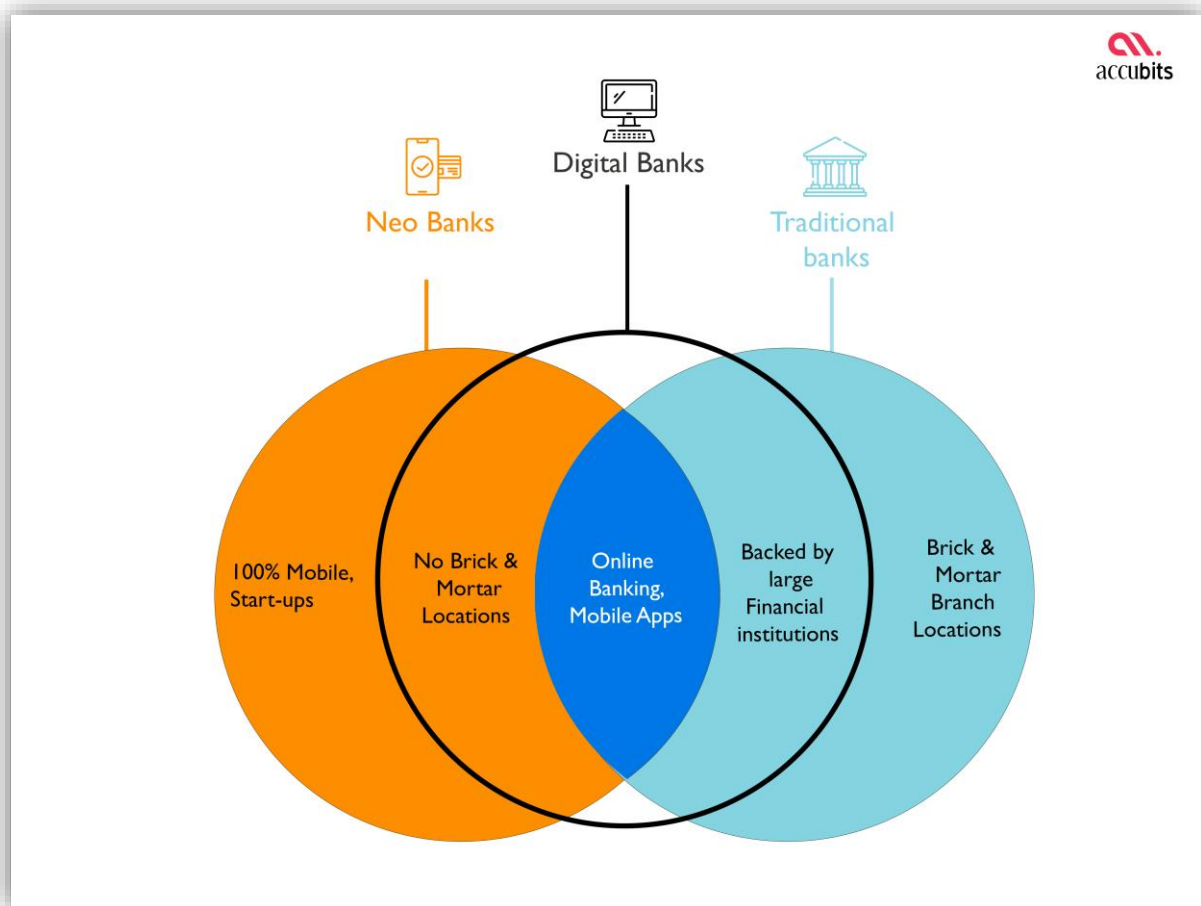 accubits
Digital Banks
Neo Banks
Traditional
banks
100% Mobile,
Start-ups
No Brick &
Mortar
Locations
Online
Banking,
Mobile Apps
Backed by
large
Financial
institutions
Brick &
Mortar
Branch
Locations